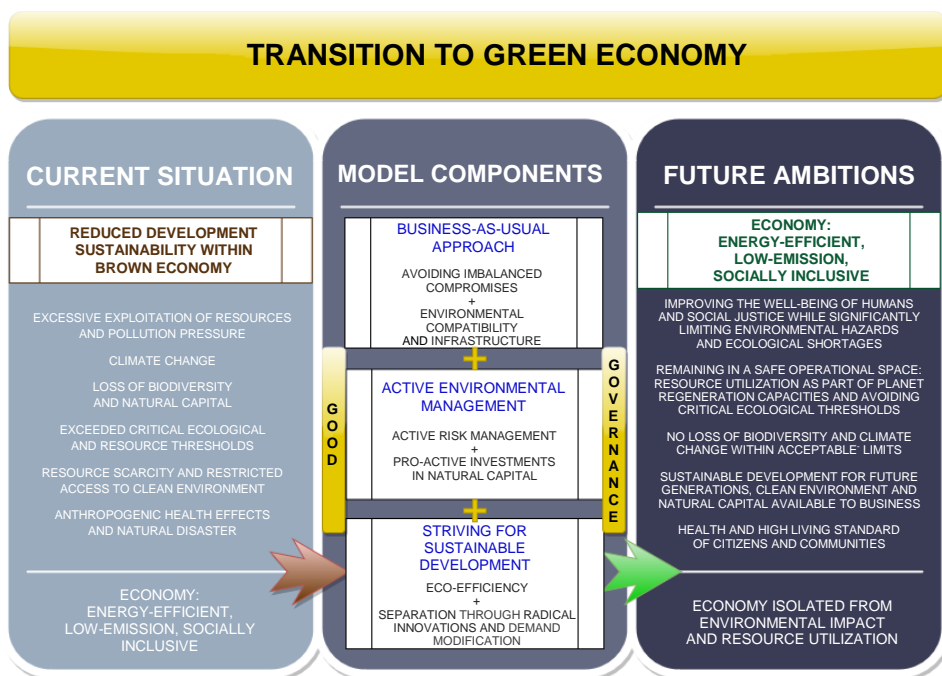 TRANSITION TO GREEN ECONOMY
CURRENT SITUATION
REDUCED DEVELOPMENT
SUSTAINABILITY WITHIN
BROWN ECONOMY
EXCESSIVE EXPLOITATION OF RESOURCES
AND POLLUTION PRESSURE
CLIMATE CHANGE
LOSS OF BIODIVERSITY
AND NATURAL CAPITAL
EXCEEDED CRITICAL ECOLOGICAL
AND RESOURCE THRESHOLDS
RESOURCE SCARCITY AND RESTRICTED
ACCESS TO CLEAN ENVIRONMENT
ANTHROPOGENIC HEALTH EFFECTS
AND NATURAL DISASTER
ECONOMY:
ENERGY-EFFICIENT,
LOW-EMISSION, SOCIALLY
INCLUSIVE
MODEL COMPONENTS
BUSINESS-AS-USUAL
APPROACH
AVOIDING IMBALANCED
COMPROMISES
+
ENVIRONMENTAL
COMPATIBILITY
AND INFRASTRUCTURE
+
GOOD
ACTIVE ENVIRONMENTAL
MANAGEMENT
ACTIVE RISK MANAGEMENT
+
PRO-ACTIVE INVESTMENTS
IN NATURAL CAPITAL
GOVERNANCE
+
STRIVING FOR
SUSTAINABLE
DEVELOPMENT
ECO-EFFICIENCY
+
SEPARATION THROUGH RADICAL
INNOVATIONS AND DEMAND
MODIFICATION
FUTURE AMBITIONS
ECONOMY:
ENERGY-EFFICIENT,
LOW-EMISSION,
SOCIALLY INCLUSIVE
IMPROVING THE WELL-BEING OF HUMANS
AND SOCIAL JUSTICE WHILE SIGNIFICANTLY
LIMITING ENVIRONMENTAL HAZARDS
AND ECOLOGICAL SHORTAGES
REMAINING IN A SAFE OPERATIONAL SPACE:
RESOURCE UTILIZATION AS PART OF PLANET
REGENERATION CAPACITIES AND AVOIDING
CRITICAL ECOLOGICAL THRESHOLDS
NO LOSS OF BIODIVERSITY AND CLIMATE
CHANGE WITHIN ACCEPTABLE LIMITS
SUSTAINABLE DEVELOPMENT FOR FUTURE
GENERATIONS, CLEAN ENVIRONMENT AND
NATURAL CAPITAL AVAILABLE TO BUSINESS
HEALTH AND HIGH LIVING STANDARD
OF CITIZENS AND COMMUNITIES
ECONOMY ISOLATED FROM
ENVIRONMENTAL IMPACT
AND RESOURCE UTILIZATION